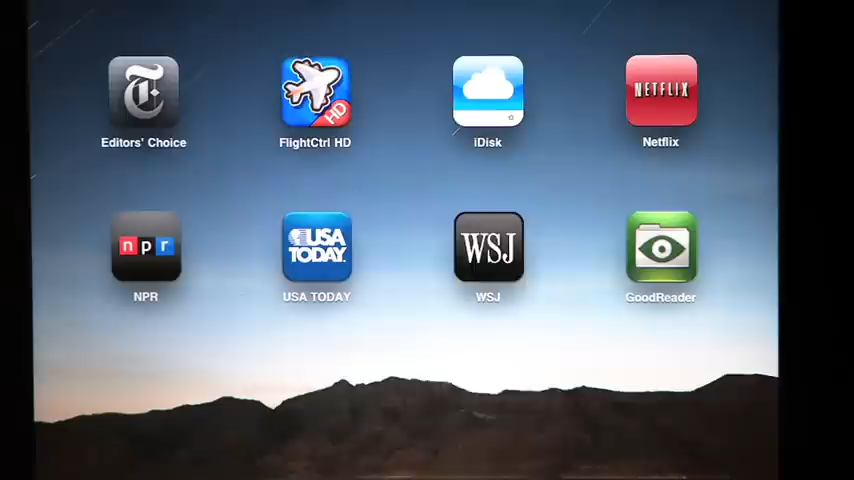 T
HD
NETFLIX
Editors' Choice
FlightCtrl HD
iDisk
Netflix
npr
USA
TODAY.
WSJ
NPR
USA TODAY
WSJ
GoodReader